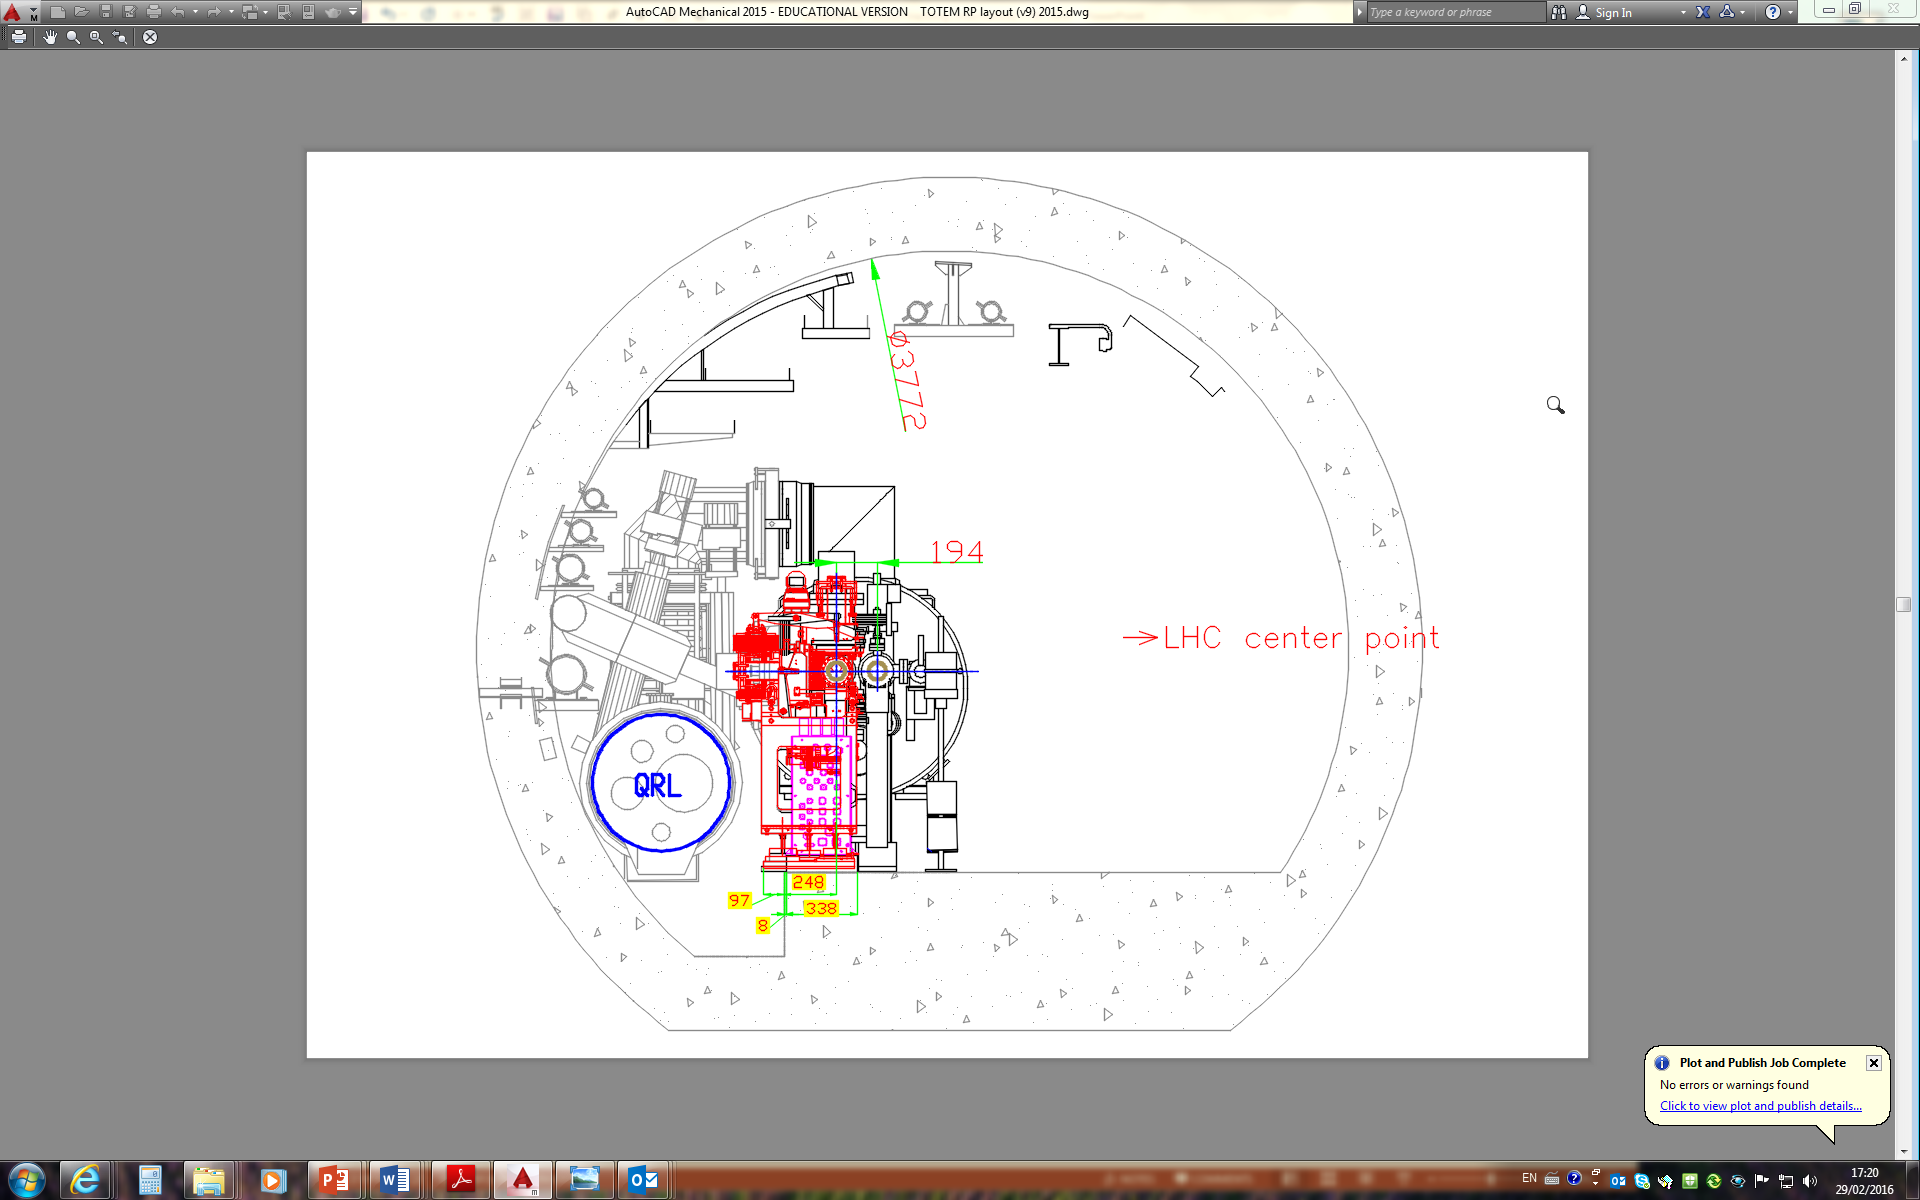 AutoCAD Mechanical 2015 - EDUCATIONAL VERSION    TOTEM RP layout (v9) 2015.dwg
Type a keyword or phrase
Sign In
M
Ø3772
194
→LHC center point
QRL
248
97
338
8
Plot and Publish Job Complete
No errors or warnings found
Click to view plot and publish details...
EN
17:20
29/02/2016